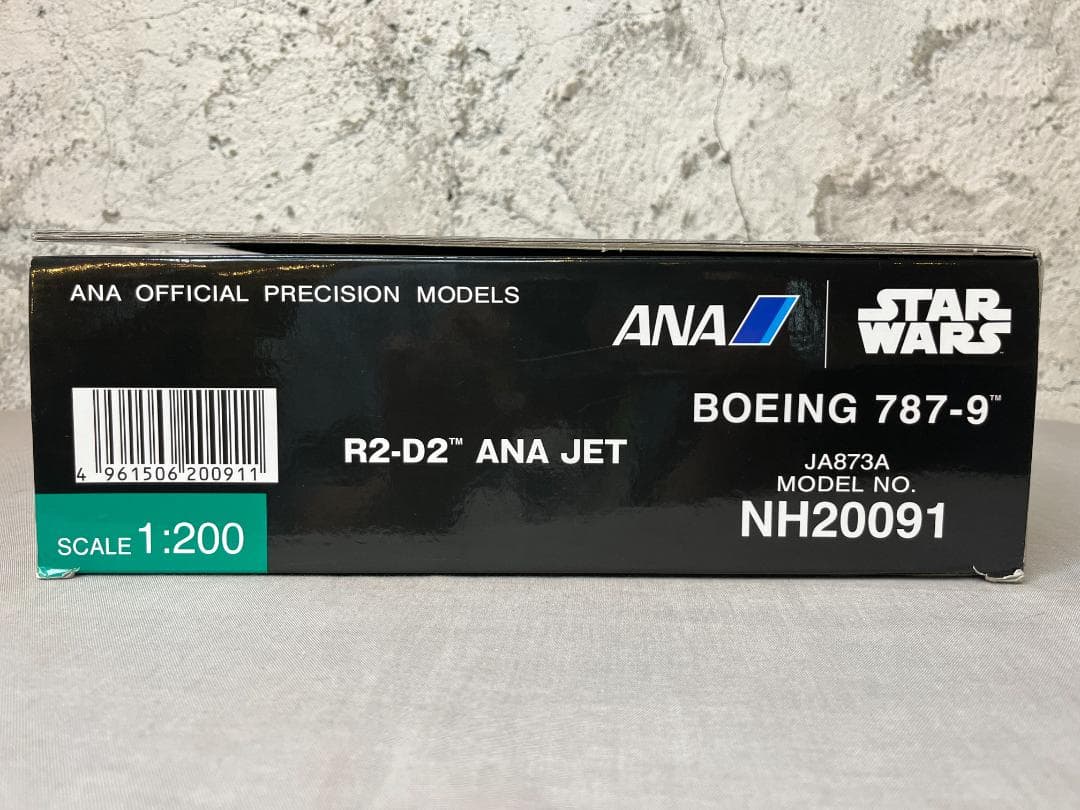 ANA OFFICIAL PRECISION MODELS
ANA
STAR
WARS
BOEING 787-9™
R2-D2™ ANA JET
JA873A
MODEL NO.
NH20091
4 961506 200911
SCALE 1:200